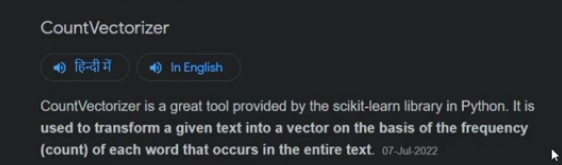 CountVectorizer
हिन्दी में In English
CountVectorizer is a great tool provided by the scikit-learn library in Python. It is
used to transform a given text into a vector on the basis of the frequency
(count) of each word that occurs in the entire text. 07-Jul-2022